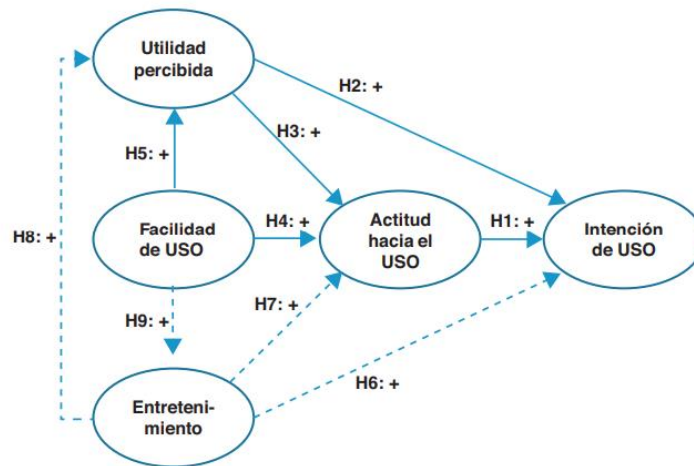 Utilidad
percibida
H2: +
H3: +
H5: +
H8: +
Facilidad
de USO
H4: +
Actitud
hacia el
USO
H1: +
Intención
de USO
H9: +
H7: +
H6: +
Entreteni-
miento